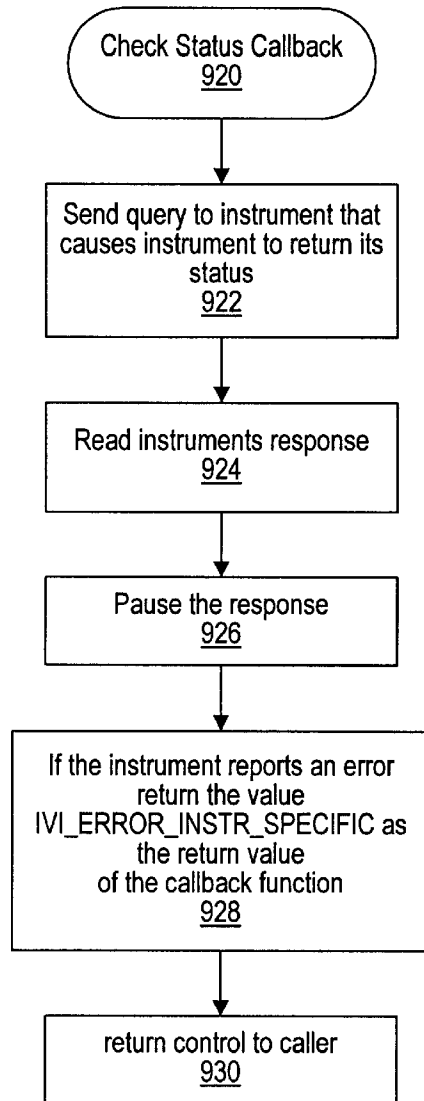 Check Status Callback
920
Send query to instrument that
causes instrument to return its
status
922
Read instruments response
924
Pause the response
926
If the instrument reports an error
return the value
IVI_ERROR_INSTR_SPECIFIC as
the return value
of the callback function
928
return control to caller
930